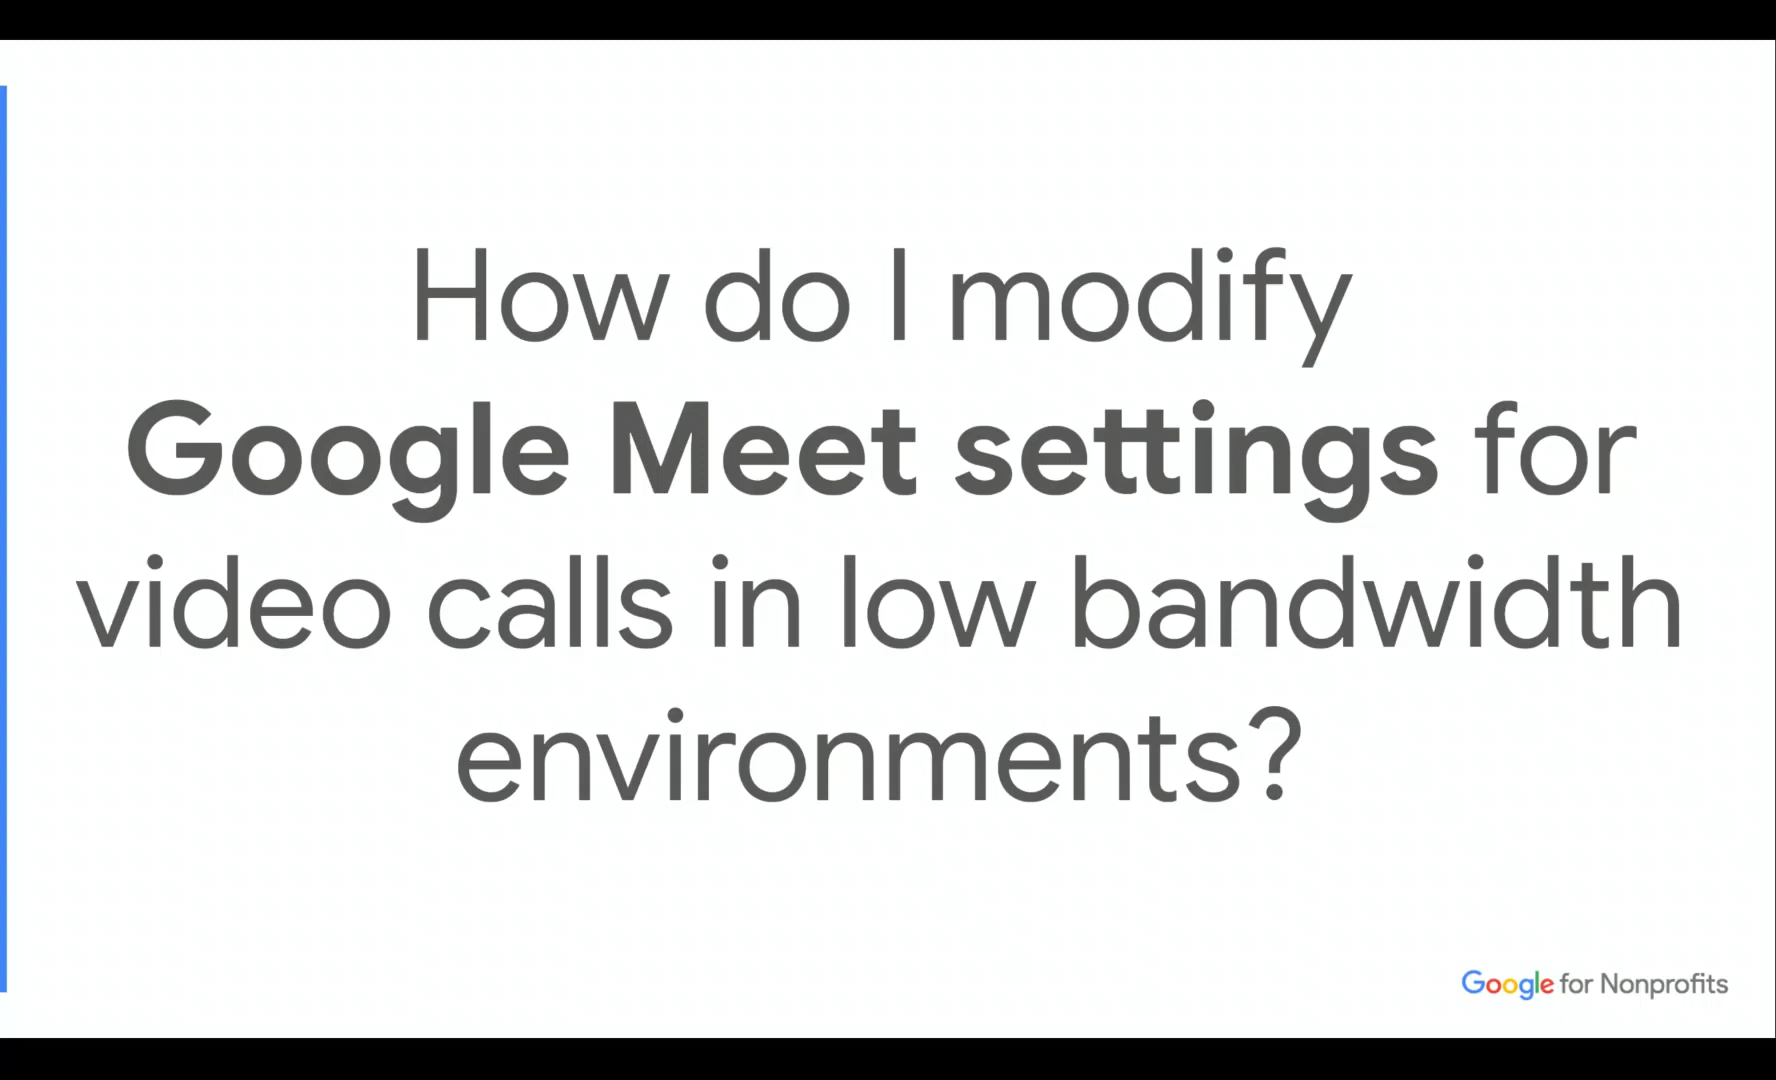 How do I modify
Google Meet settings for
video calls in low bandwidth
environments?
Google for Nonprofits